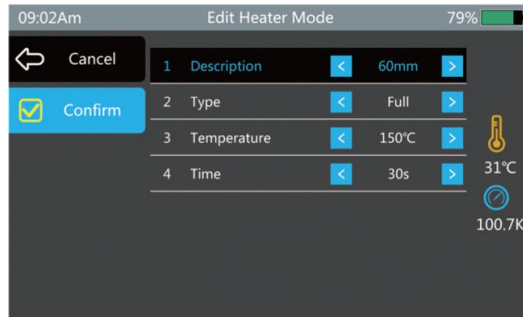 09:02Am Edit Heater Mode 79%
Cancel
Confirm
1 Description < 60mm >
2 Type < Full >
3 Temperature < 150℃ >
4 Time < 30s >
31℃
100.7K